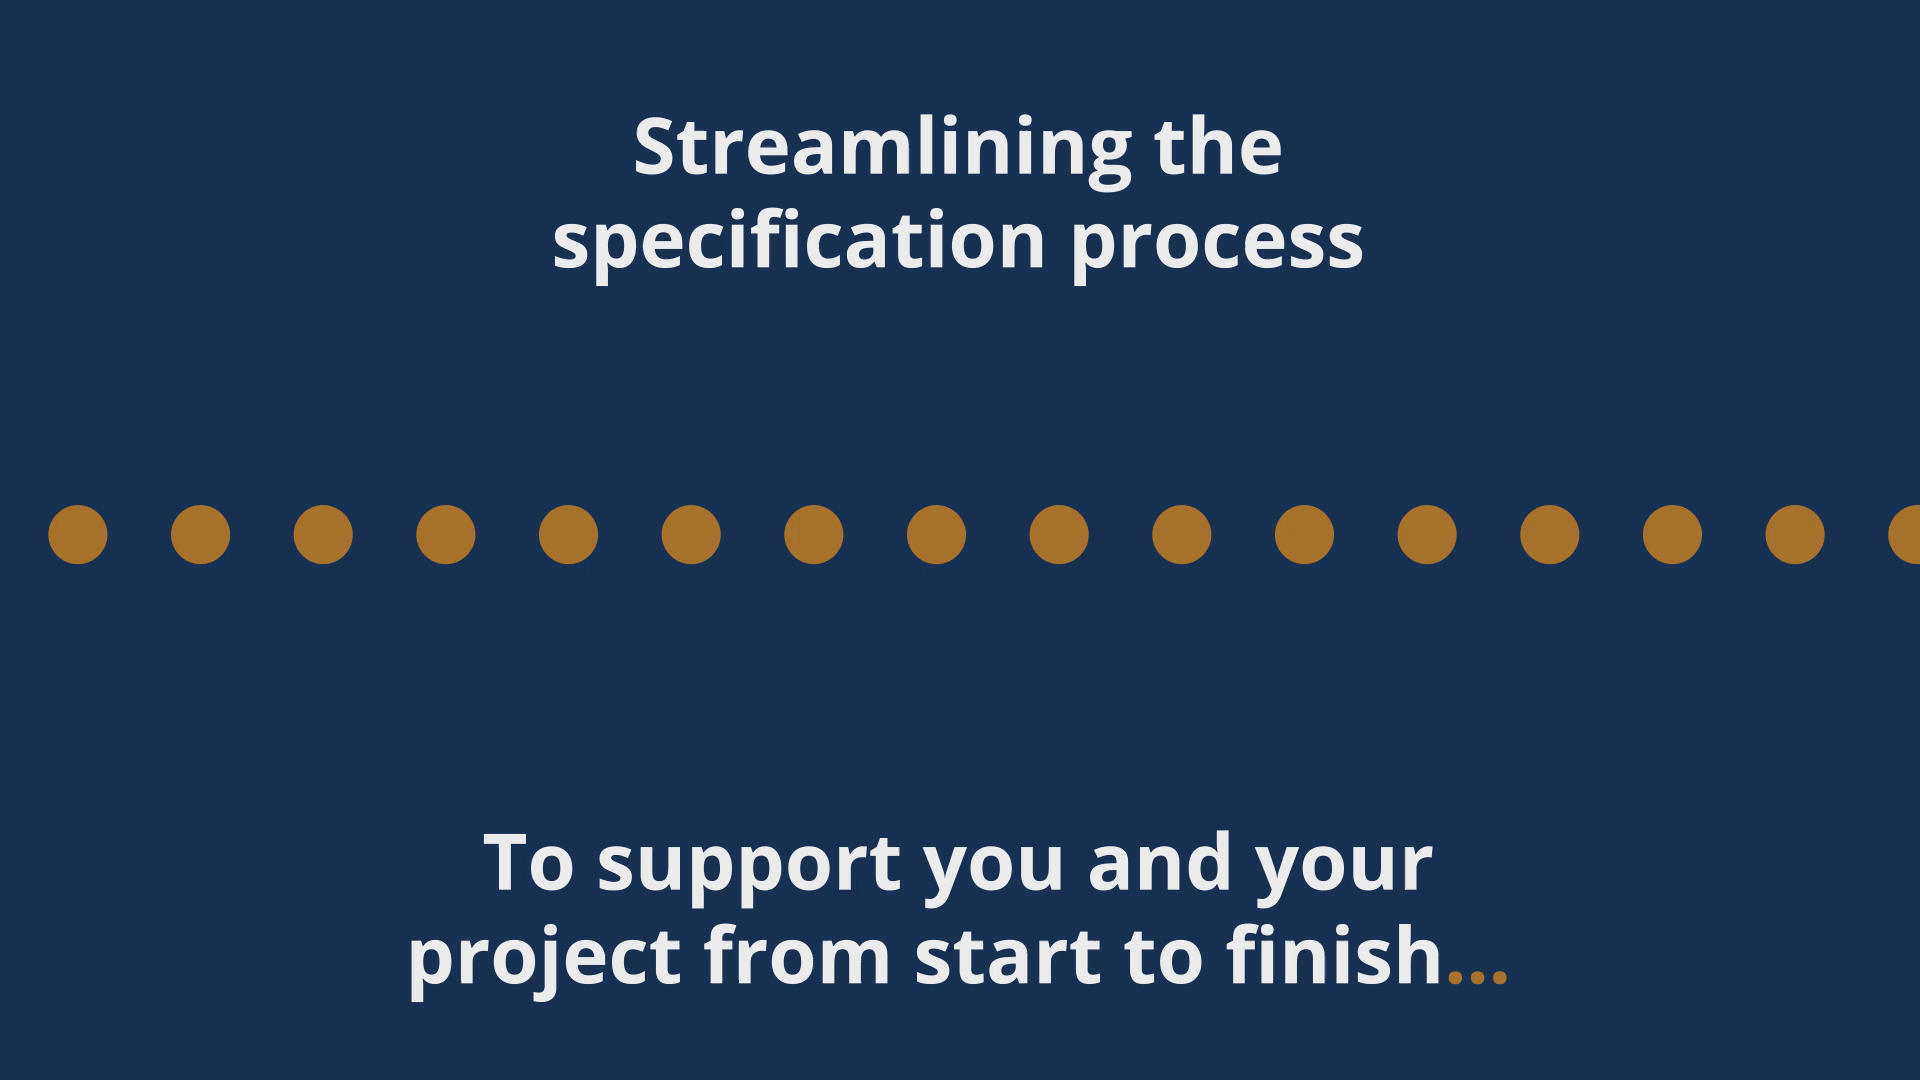 Streamlining the
specification process
To support you and your
project from start to finish...